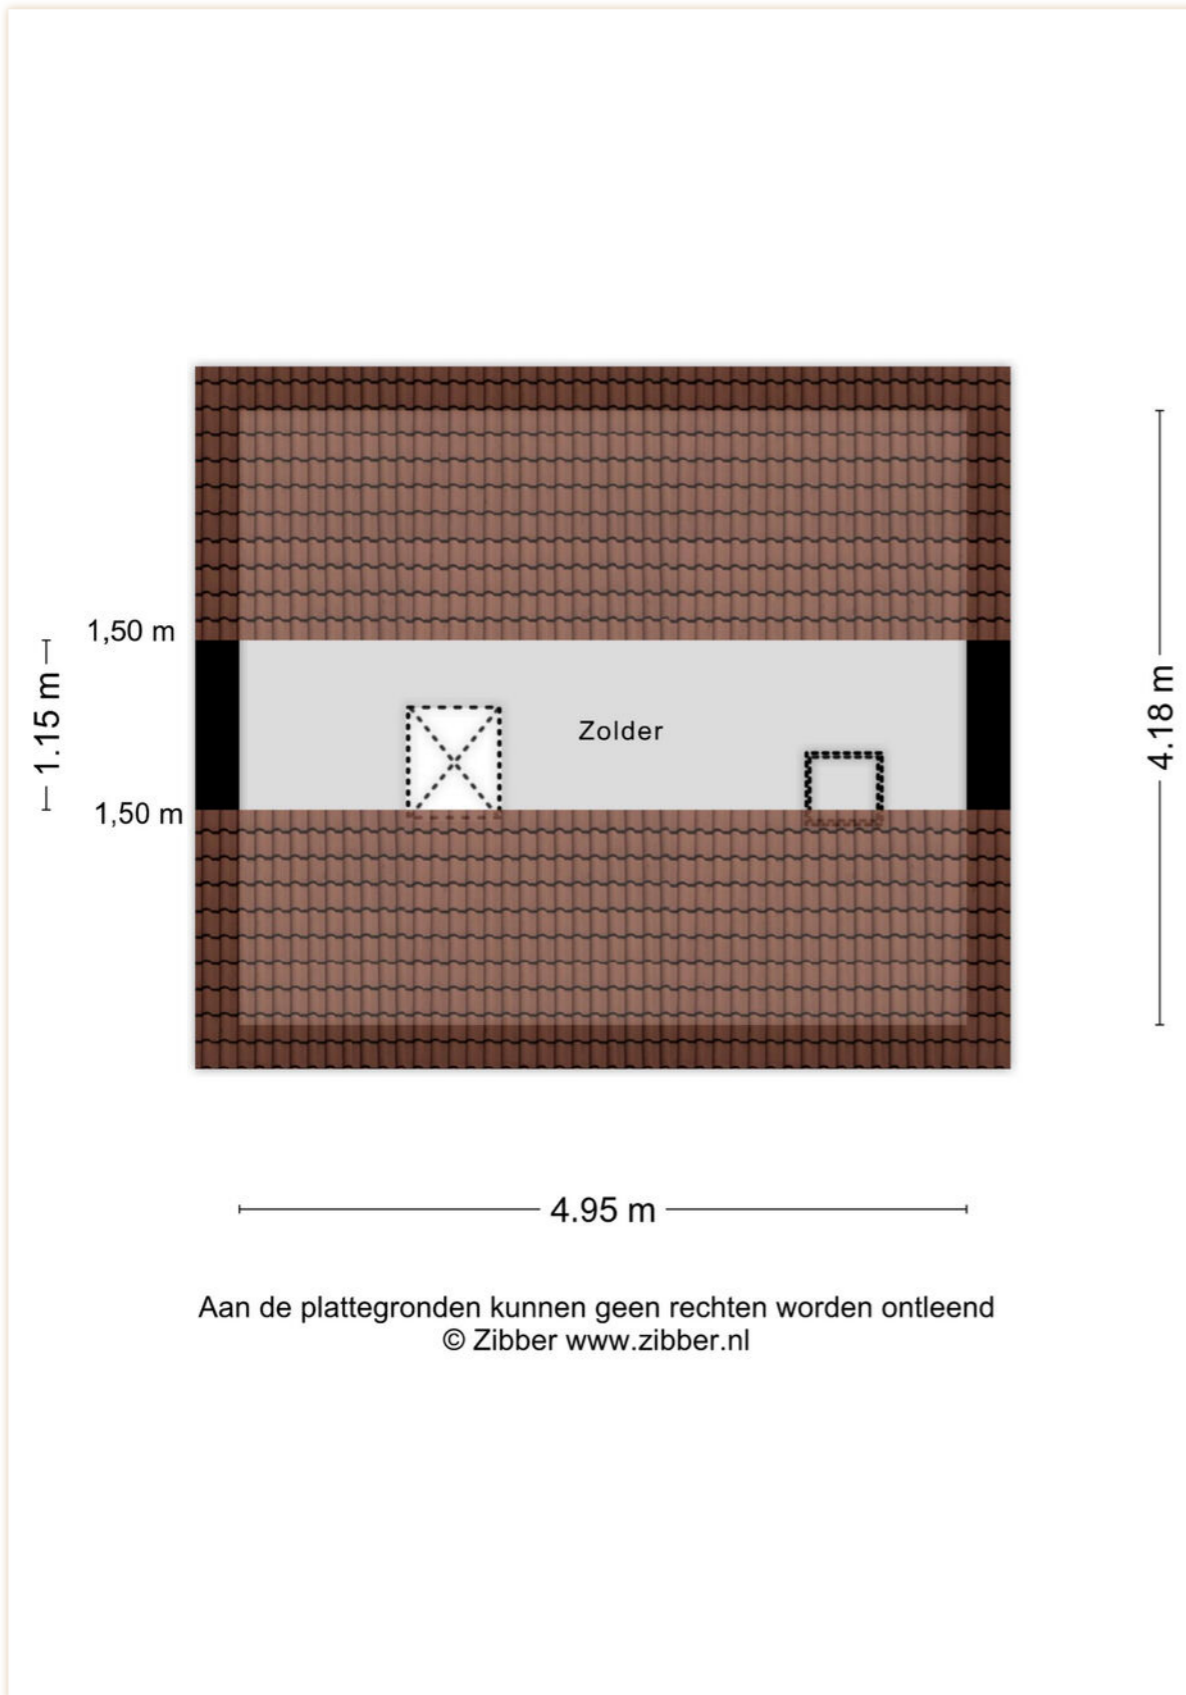 1,50 m
1.15 m
1,50 m
Zolder
4.18 m
4.95 m
Aan de plattegronden kunnen geen rechten worden ontleend
© Zibber www.zibber.nl